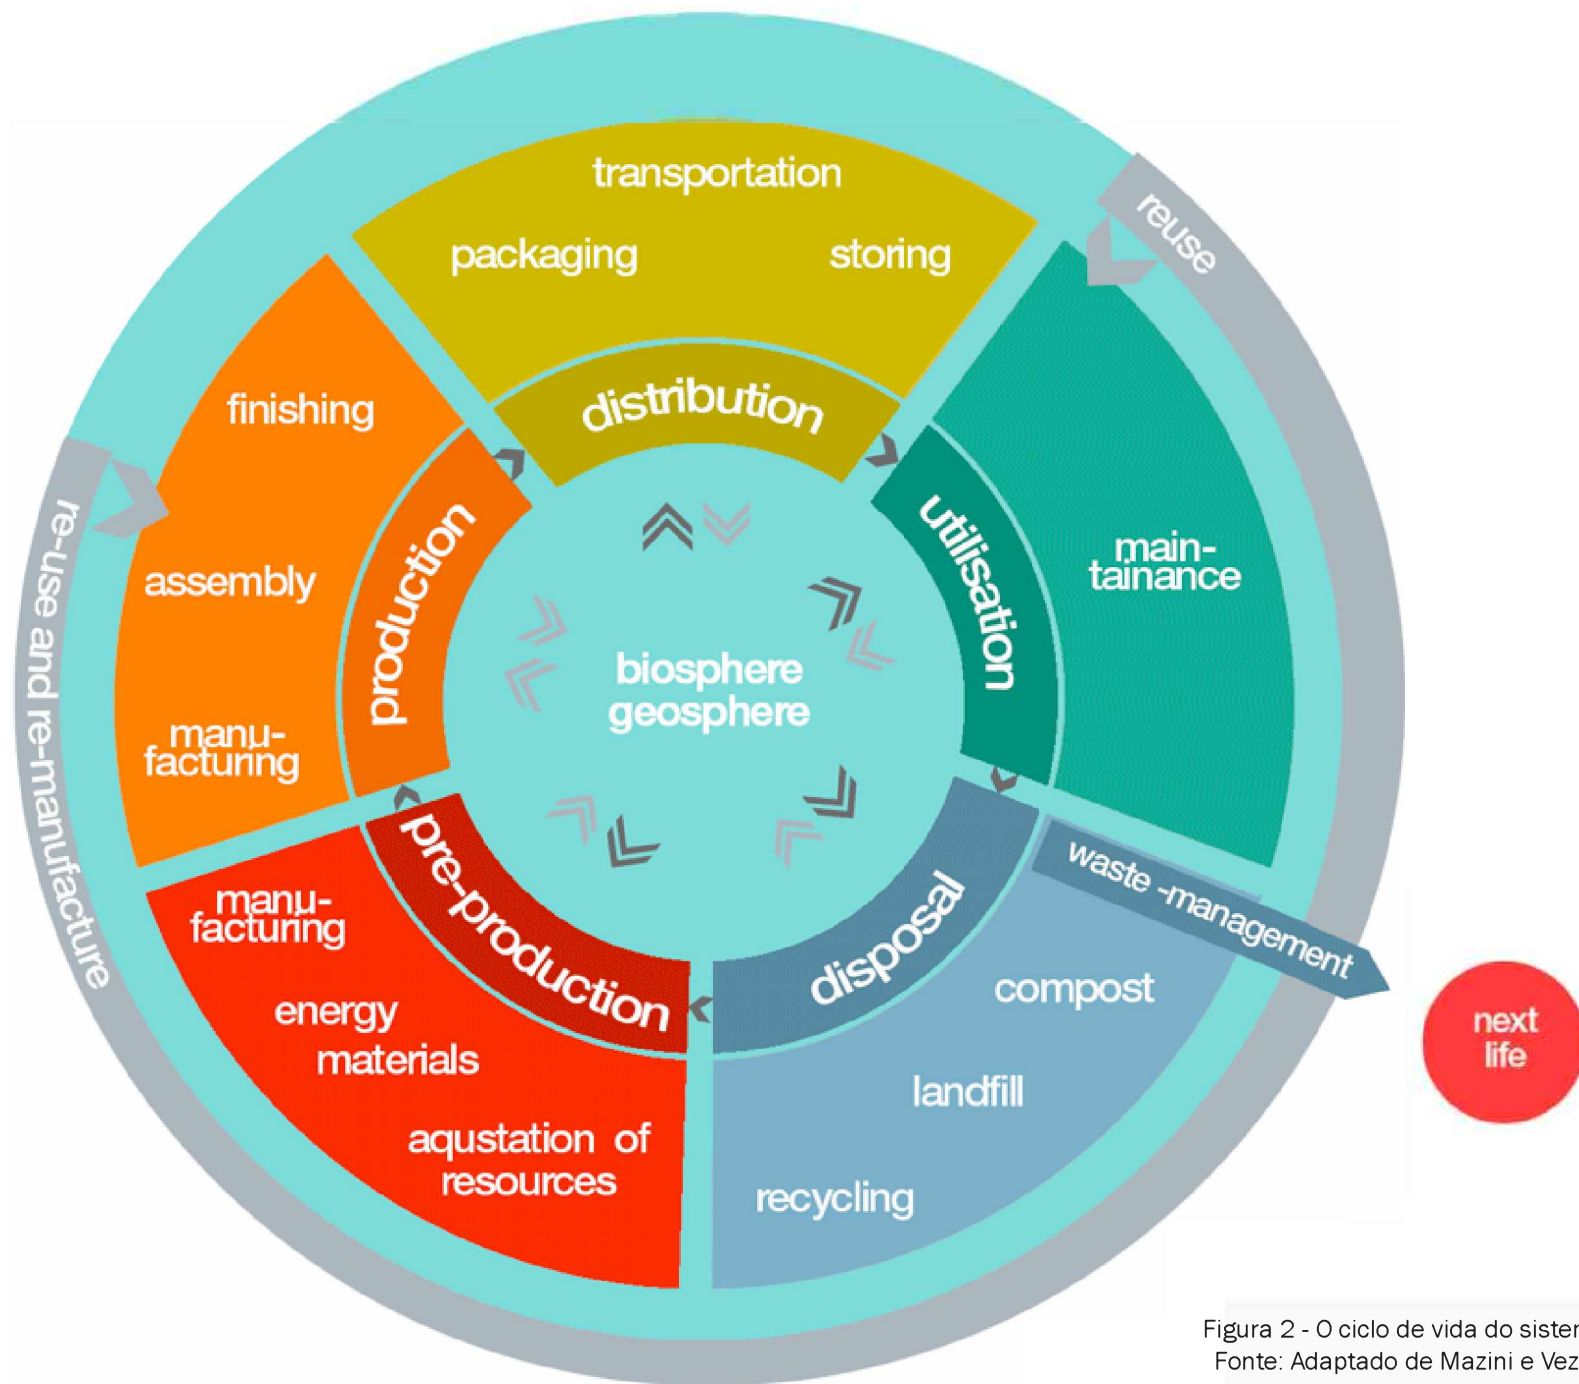 transportation
packaging
storing
distribution
reuse
main-
tainance
utilisation
waste -management
compost
landfill
recycling
disposal
next
life
aqustation of
resources
energy
materials
manu-
facturing
pre-production
manu-
facturing
assembly
finishing
production
re-use and re-manufacture
biosphere
geosphere
Figura 2 - O ciclo de vida do
Fonte: Adaptado de Mazini e